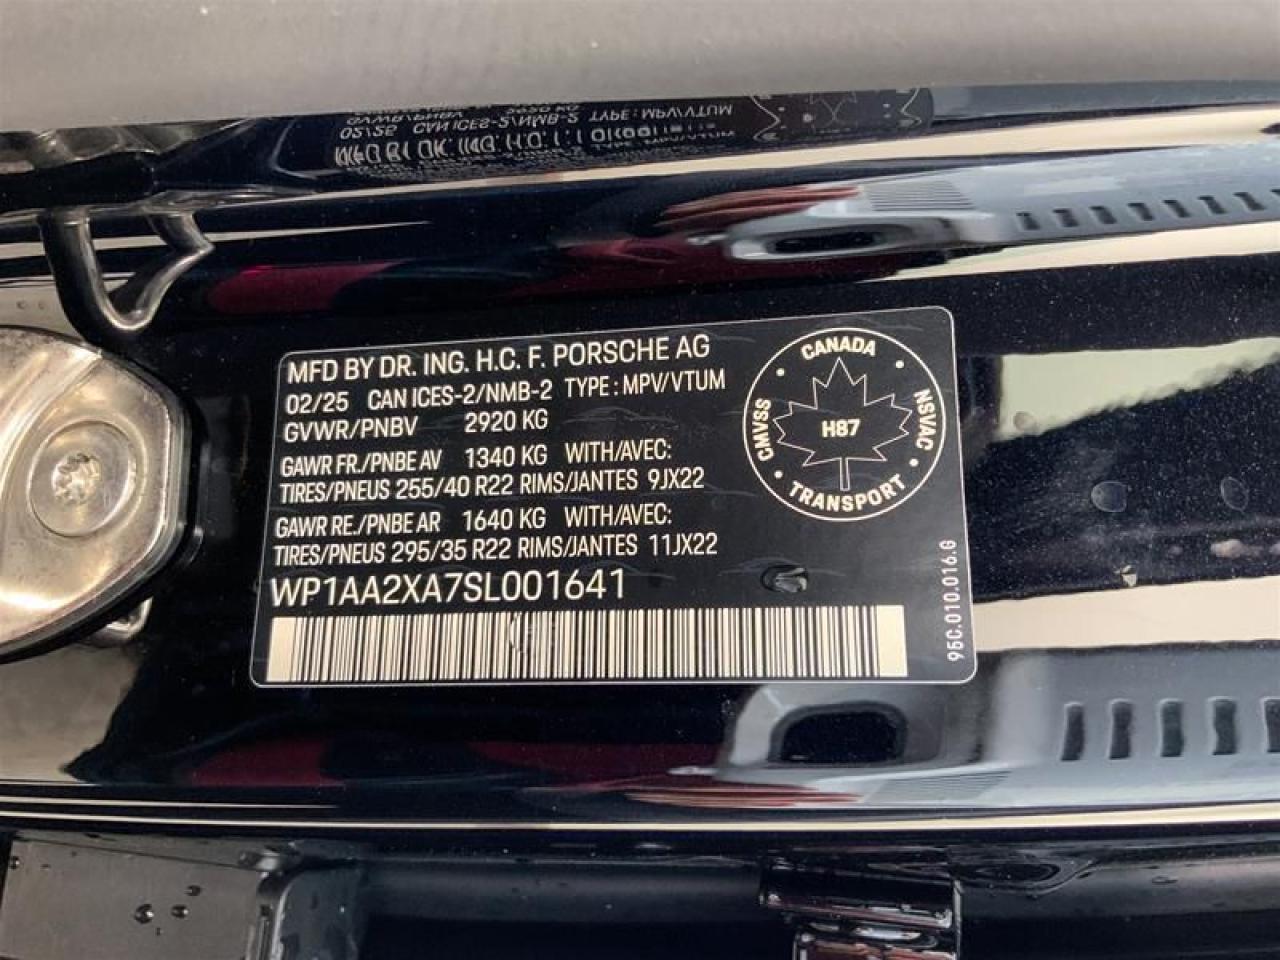 MFD BY DR. ING. H.C. F. PORSCHE AG
02/25 CAN ICES-2/NMB-2 TYPE : MPV/VTUM
GVWR/PNBV 2920 KG
GAWR FR./PNBE AV 1340 KG WITH/AVEC:
TIRES/PNEUS 255/40 R22 RIMS/JANTES 9JX22
GAWR RE./PNBE AR 1640 KG WITH/AVEC:
TIRES/PNEUS 295/35 R22 RIMS/JANTES 11JX22
WP1AA2XA7SL001641
CANADA
CMVSS
H87
NSVAC
TRANSPORT
95C.010.016.G